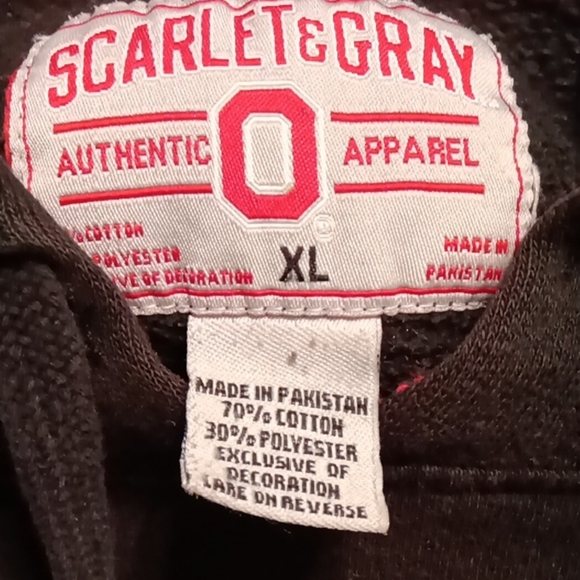 SCARLET & GRAY
AUTHENTIC O APPAREL
% COTTON
POLYESTER
IVE OF DECORATION
XL
MADE IN
PAKISTAN
®
MADE IN PAKISTAN
70% COTTON
30% POLYESTER
EXCLUSIVE OF
DECORATION
CARE ON REVERSE